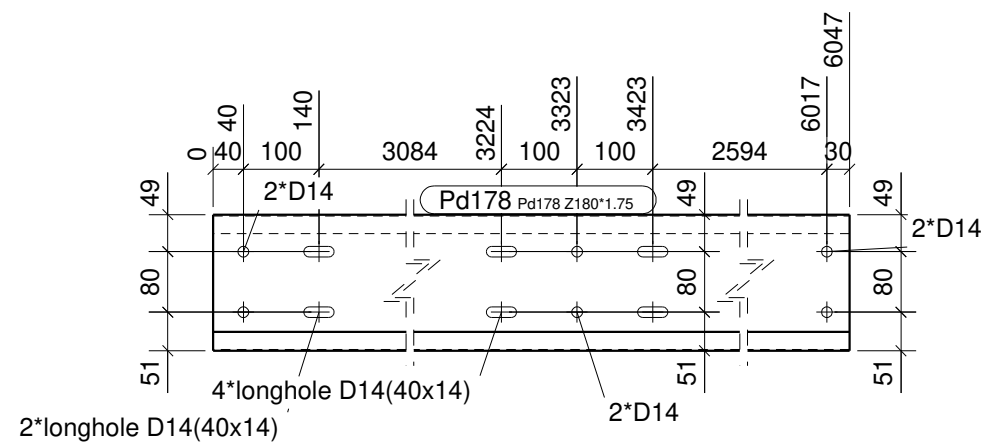 6047
6017
3423
3323
3224
140
40
0
40 100 3084 100 100 2594 30
49 2*D14 Pd178 Pd178 Z180*1.75 49 49
2*D14
80 80 80
51 51 51
4*longhole D14(40x14)
2*D14
2*longhole D14(40x14)